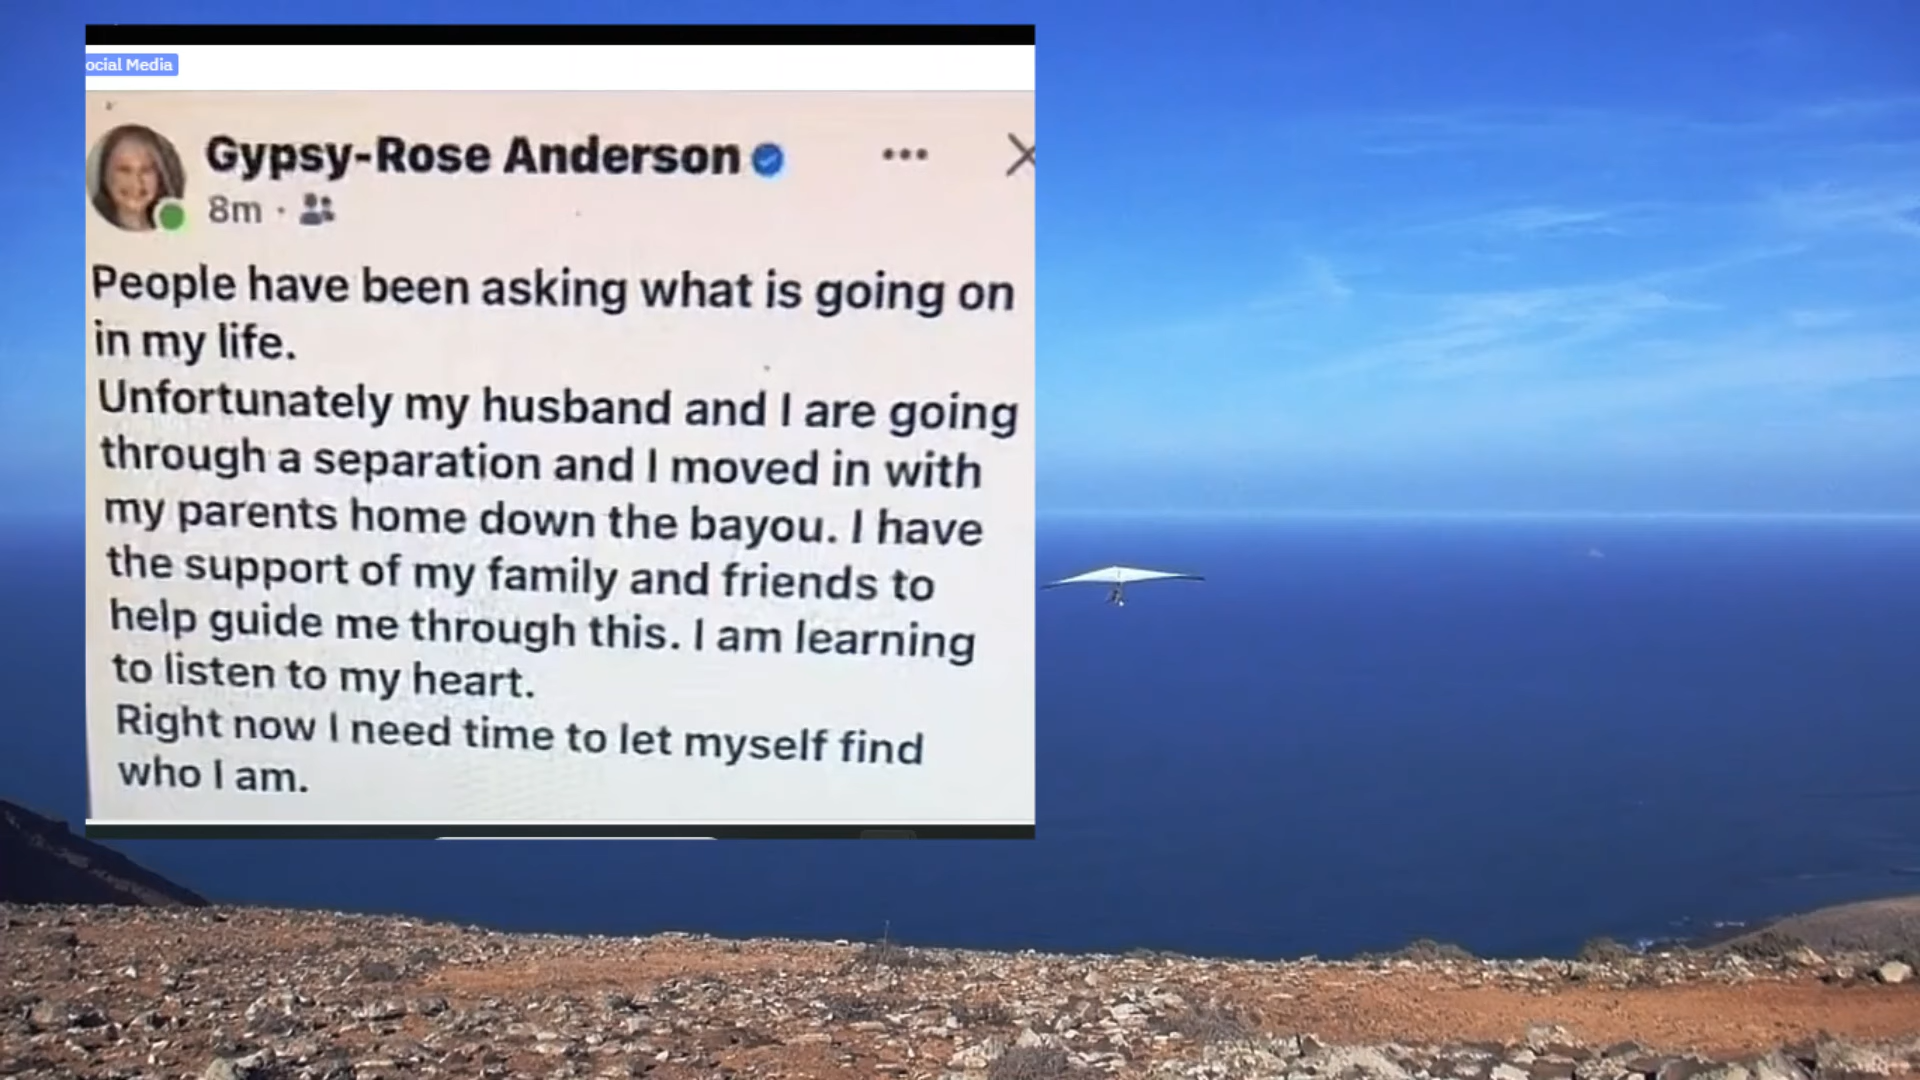 ocial Media
Gypsy-Rose Anderson
8m ·
People have been asking what is going on
in my life.
Unfortunately my husband and I are going
through a separation and I moved in with
my parents home down the bayou. I have
the support of my family and friends to
help guide me through this. I am learning
to listen to my heart.
Right now I need time to let myself find
who I am.